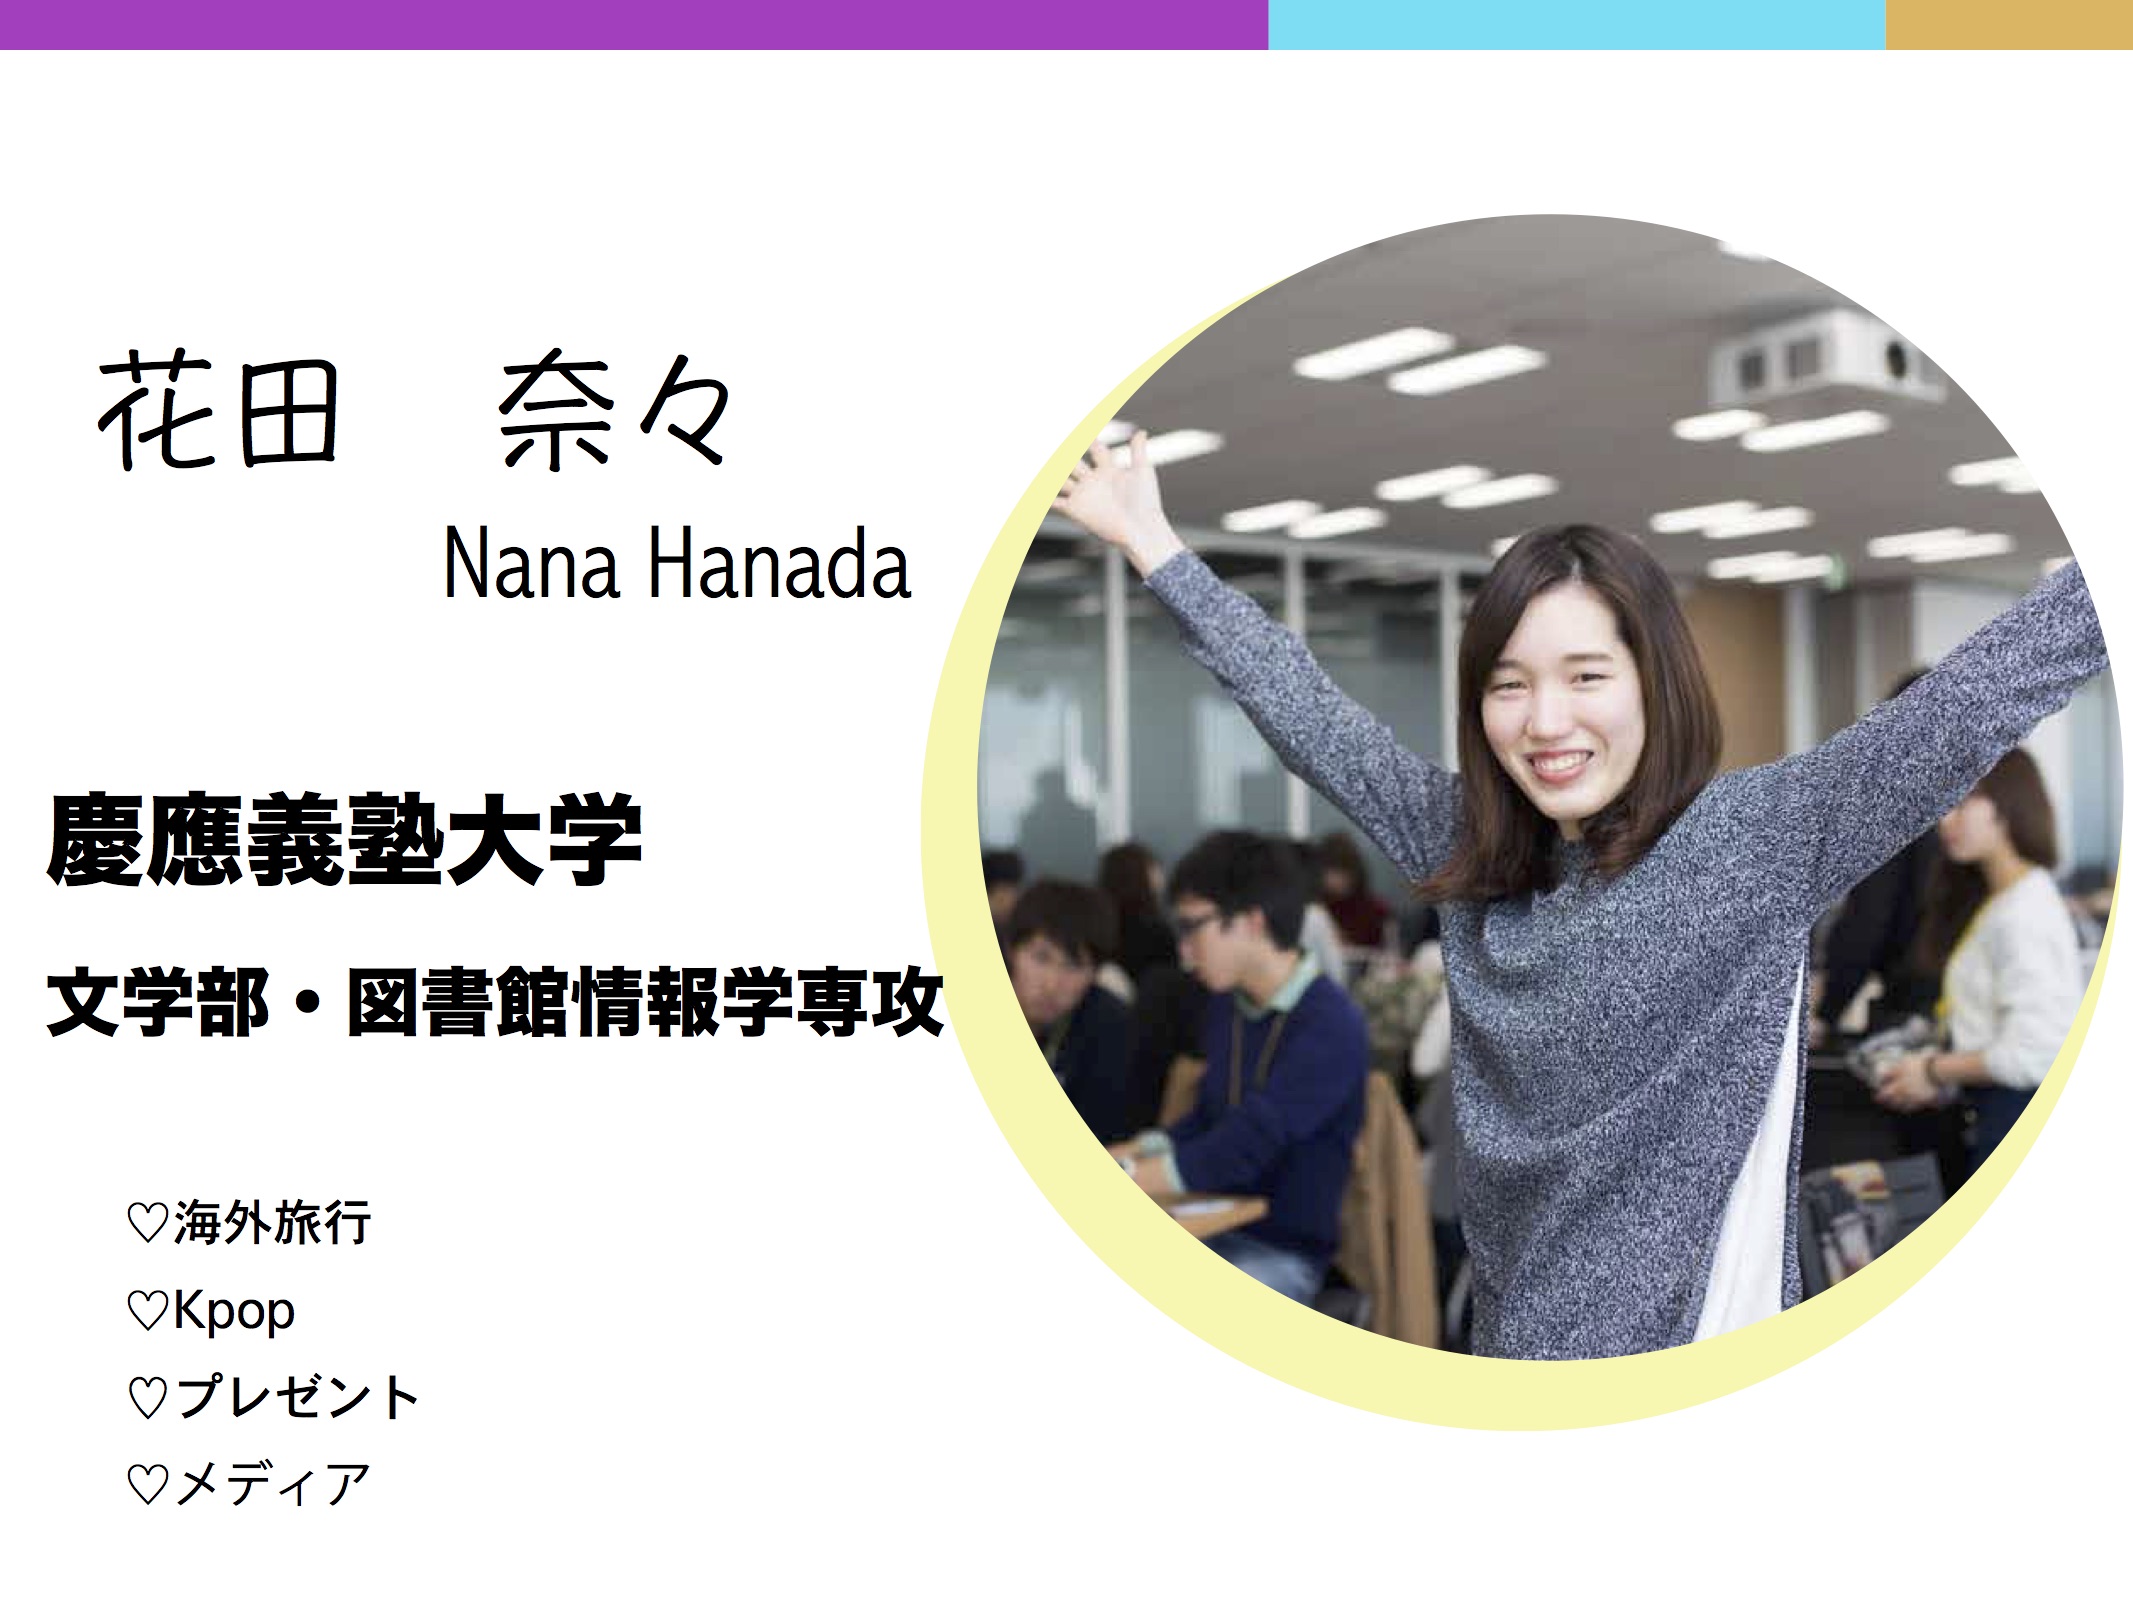 花田　奈々
Nana Hanada
慶應義塾大学
文学部・図書館情報学専攻
♡海外旅行
♡Kpop
♡プレゼント
♡メディア